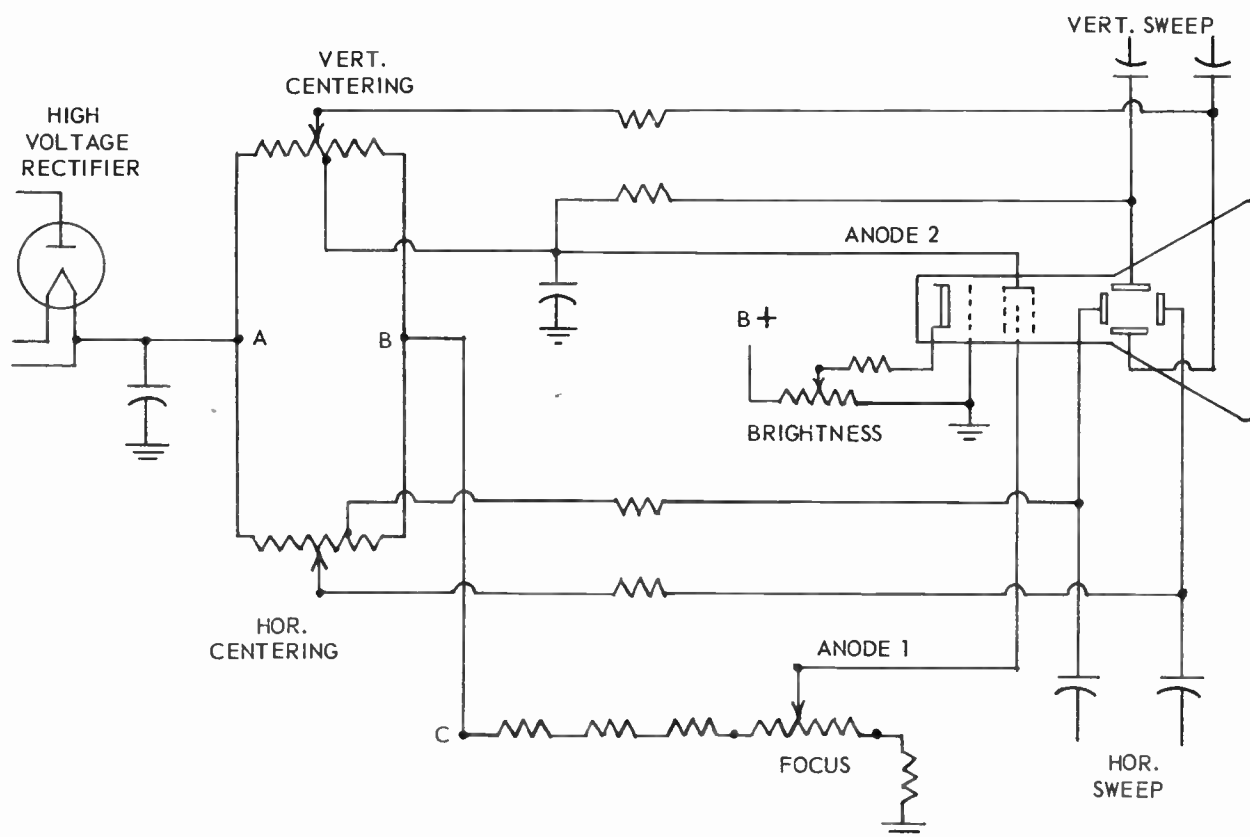 VERT. SWEEP
VERT.
CENTERING
HIGH
VOLTAGE
RECTIFIER
ANODE 2
A
B
B+
BRIGHTNESS
HOR.
CENTERING
ANODE 1
C
FOCUS
HOR.
SWEEP